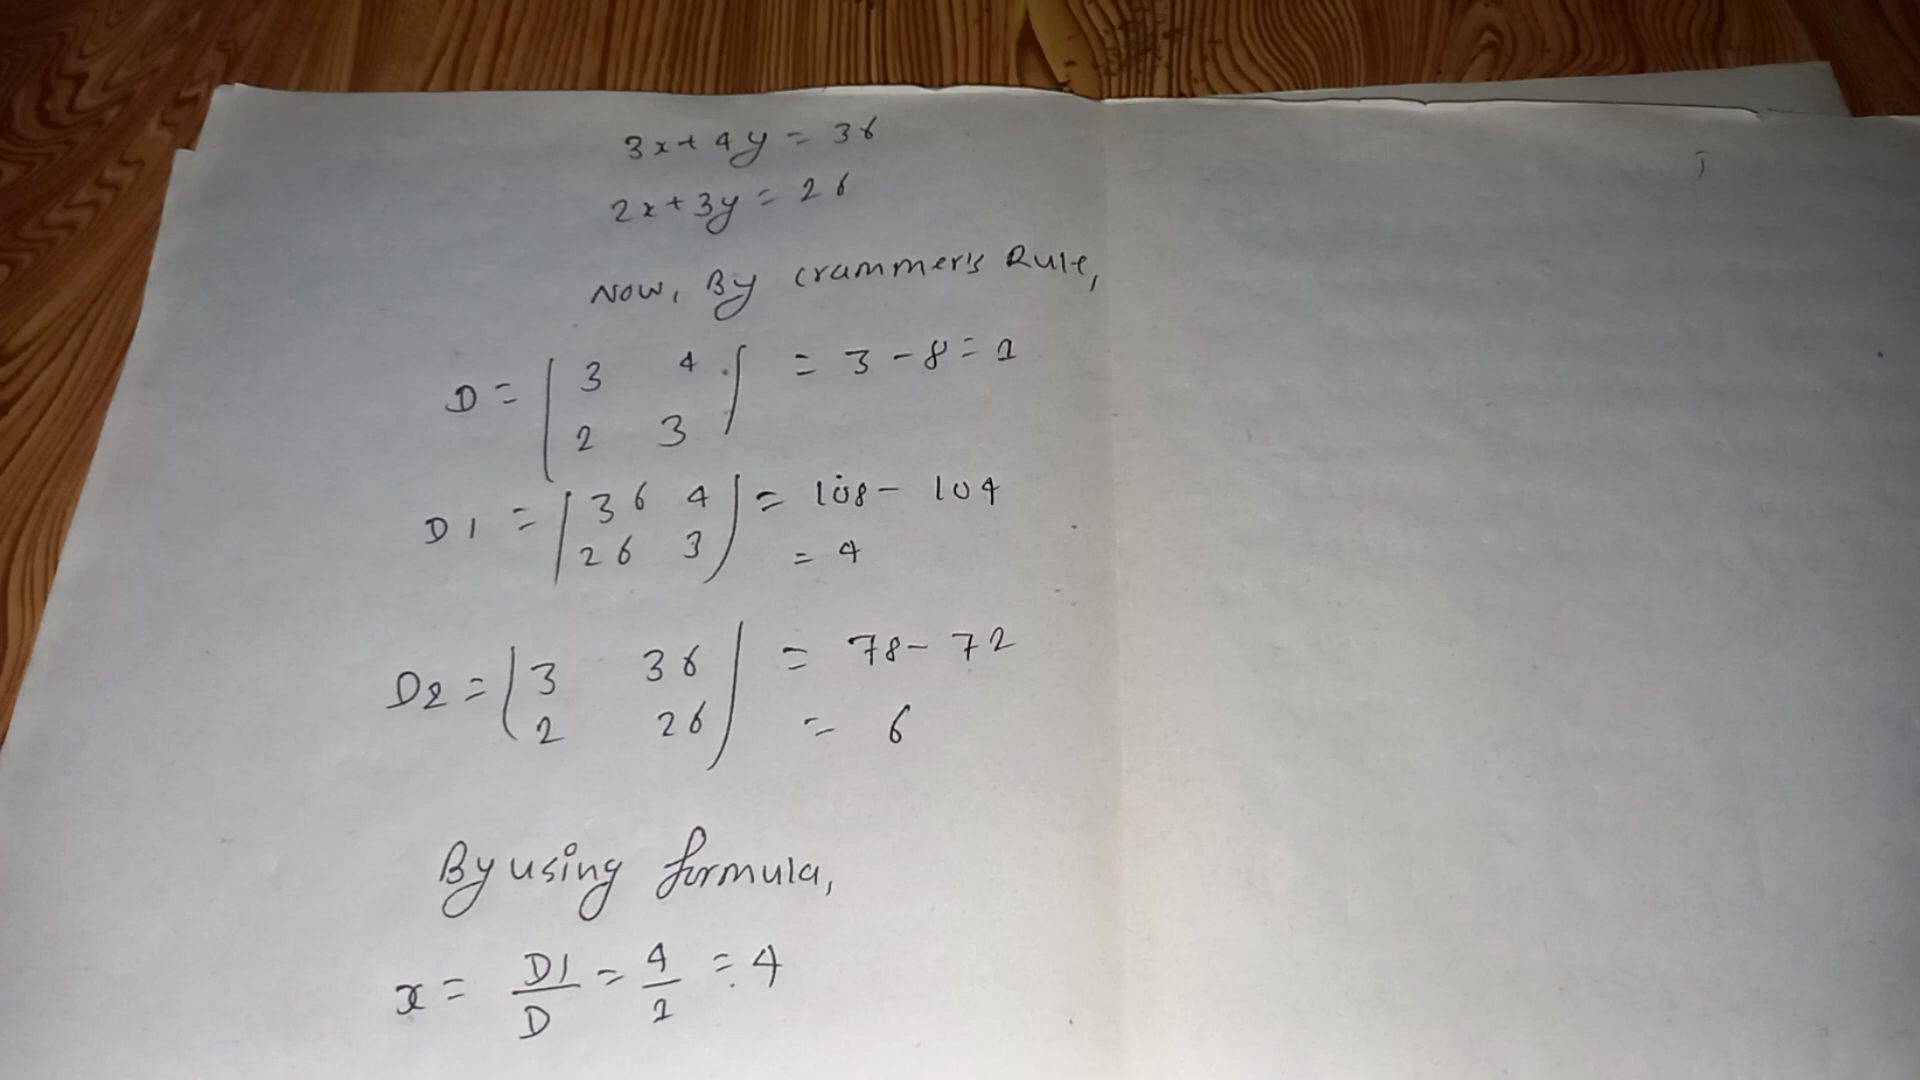 3x + 4y = 36
2x + 3y = 26
Now, By Crammer's Rule,
D = | 3 4 | = 3 - 8 = 1
2 3
D1 = | 36 4 | = 108 - 104
26 3 = 4
D2 = | 3 36 | = 78 - 72
2 26 = 6
By using formula,
x = D1/D = 4/1 = 4